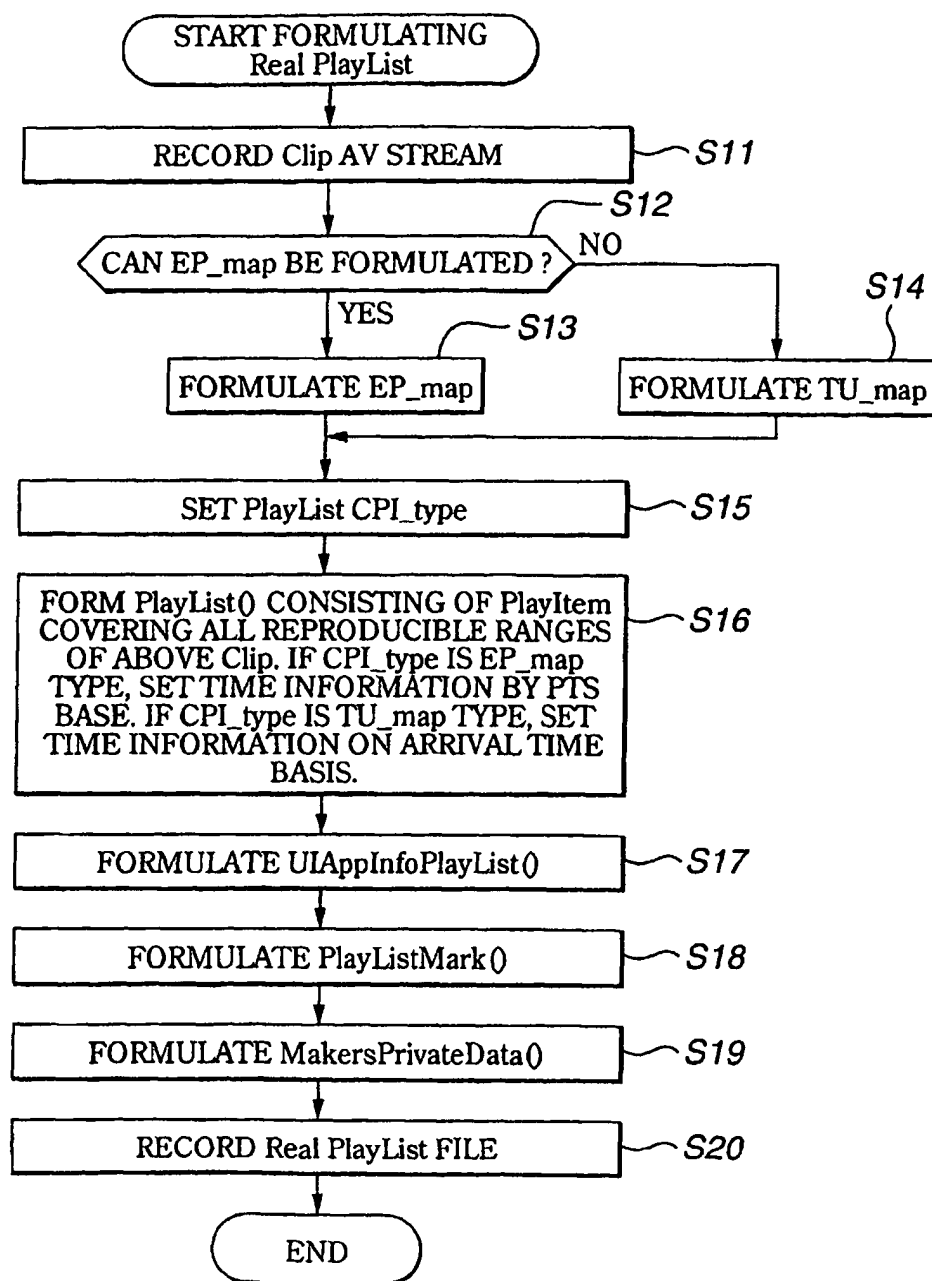 START FORMULATING
Real PlayList
RECORD Clip AV STREAM
S11
S12
CAN EP_map BE FORMULATED ?
NO
YES
S13
S14
FORMULATE EP_map
FORMULATE TU_map
SET PlayList CPI_type
S15
FORM PlayList() CONSISTING OF PlayItem
COVERING ALL REPRODUCIBLE RANGES
OF ABOVE Clip. IF CPI_type IS EP_map
TYPE, SET TIME INFORMATION BY PTS
BASE. IF CPI_type IS TU_map TYPE, SET
TIME INFORMATION ON ARRIVAL TIME
BASIS.
S16
FORMULATE UIAppInfoPlayList()
S17
FORMULATE PlayListMark()
S18
FORMULATE MakersPrivateData()
S19
RECORD Real PlayList FILE
S20
END